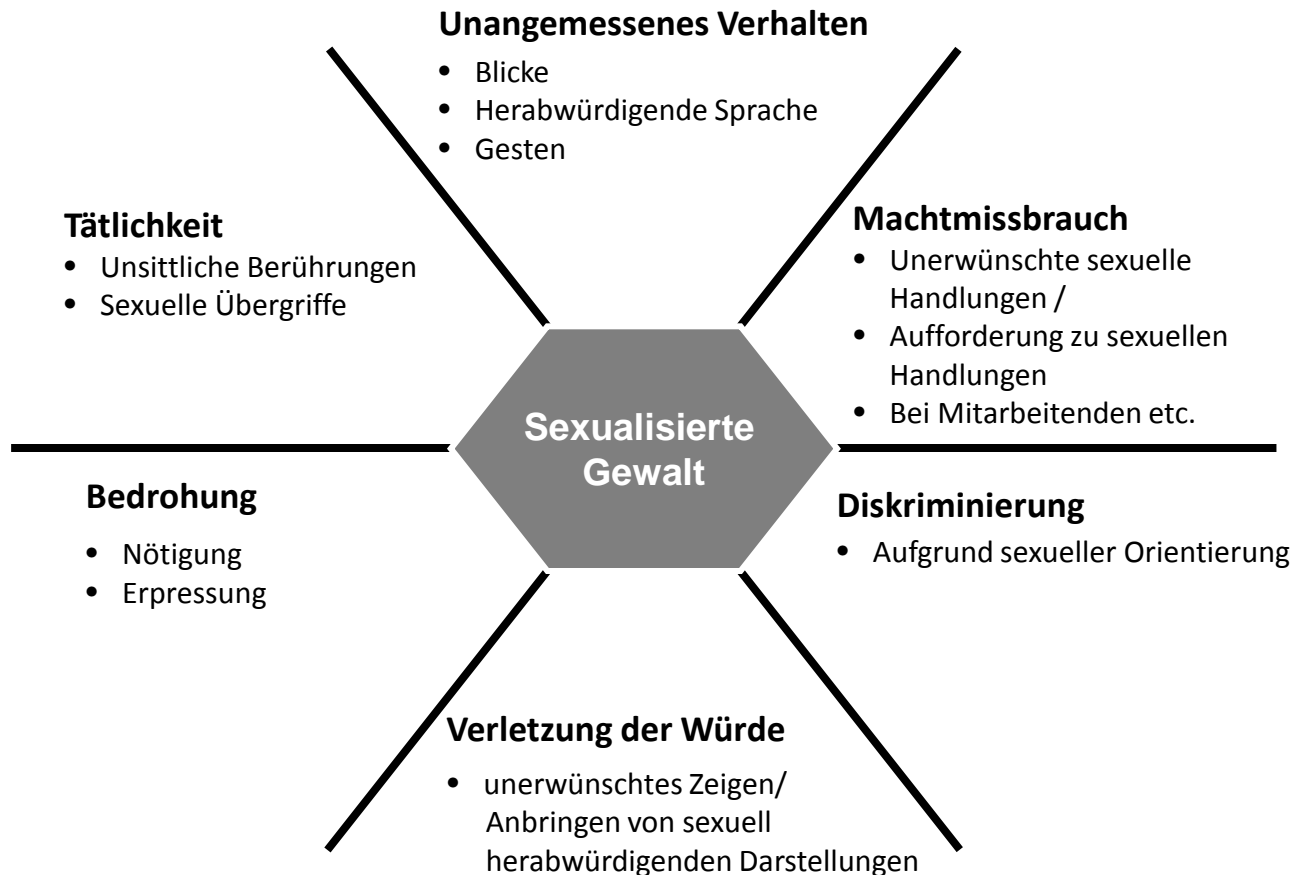 Unangemessenes Verhalten
• Blicke
• Herabwürdigende Sprache
• Gesten
Tätlichkeit
• Unsittliche Berührungen
• Sexuelle Übergriffe
Machtmissbrauch
• Unerwünschte sexuelle
Handlungen /
• Aufforderung zu sexuellen
Handlungen
• Bei Mitarbeitenden etc.
Sexualisierte
Gewalt
Bedrohung
• Nötigung
• Erpressung
Diskriminierung
• Aufgrund sexueller Orientierung
Verletzung der Würde
• unerwünschtes Zeigen/
Anbringen von sexuell
herabwürdigenden Darstellungen